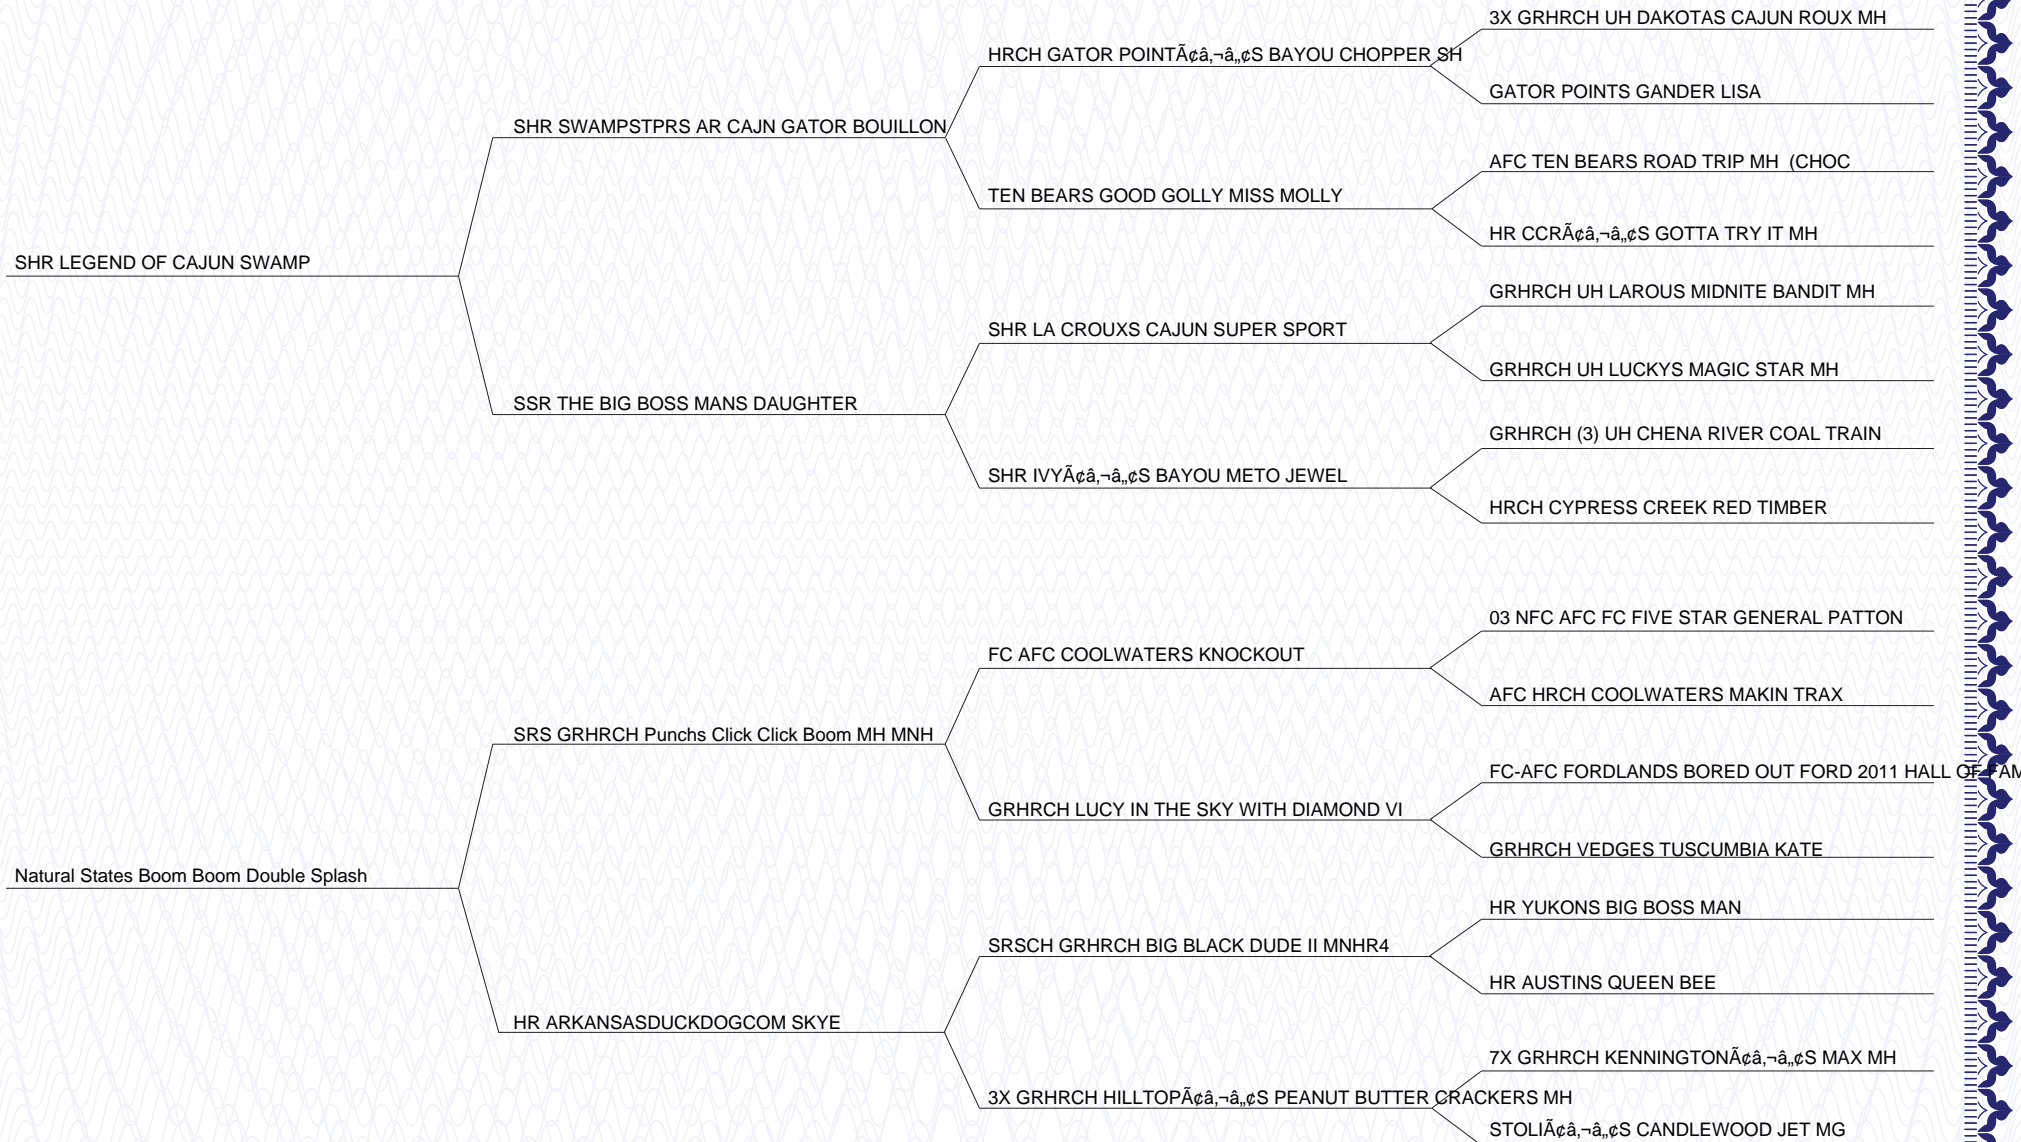 3X GRHRCH UH DAKOTAS CAJUN ROUX MH
HRCH GATOR POINTÃ¢â‚¬â„¢S BAYOU CHOPPER SH
GATOR POINTS GANDER LISA
SHR SWAMPSTPRS AR CAJN GATOR BOUILLON
AFC TEN BEARS ROAD TRIP MH  (CHOC
TEN BEARS GOOD GOLLY MISS MOLLY
HR CCRÃ¢â‚¬â„¢S GOTTA TRY IT MH
SHR LEGEND OF CAJUN SWAMP
GRHRCH UH LAROUS MIDNITE BANDIT MH
SHR LA CROUXS CAJUN SUPER SPORT
GRHRCH UH LUCKYS MAGIC STAR MH
SSR THE BIG BOSS MANS DAUGHTER
GRHRCH (3) UH CHENA RIVER COAL TRAIN
SHR IVYÃ¢â‚¬â„¢S BAYOU METO JEWEL
HRCH CYPRESS CREEK RED TIMBER
03 NFC AFC FC FIVE STAR GENERAL PATTON
FC AFC COOLWATERS KNOCKOUT
AFC HRCH COOLWATERS MAKIN TRAX
SRS GRHRCH Punchs Click Click Boom MH MNH
FC-AFC FORDLANDS BORED OUT FORD 2011 HALL OF FAM
GRHRCH LUCY IN THE SKY WITH DIAMOND VI
GRHRCH VEDGES TUSCUMBIA KATE
Natural States Boom Boom Double Splash
HR YUKONS BIG BOSS MAN
SRSCH GRHRCH BIG BLACK DUDE II MNHR4
HR AUSTINS QUEEN BEE
HR ARKANSASDUCKDOGCOM SKYE
7X GRHRCH KENNINGTONÃ¢â‚¬â„¢S MAX MH
3X GRHRCH HILLTOPÃ¢â‚¬â„¢S PEANUT BUTTER CRACKERS MH
STOLIÃ¢â‚¬â„¢S CANDLEWOOD JET MG